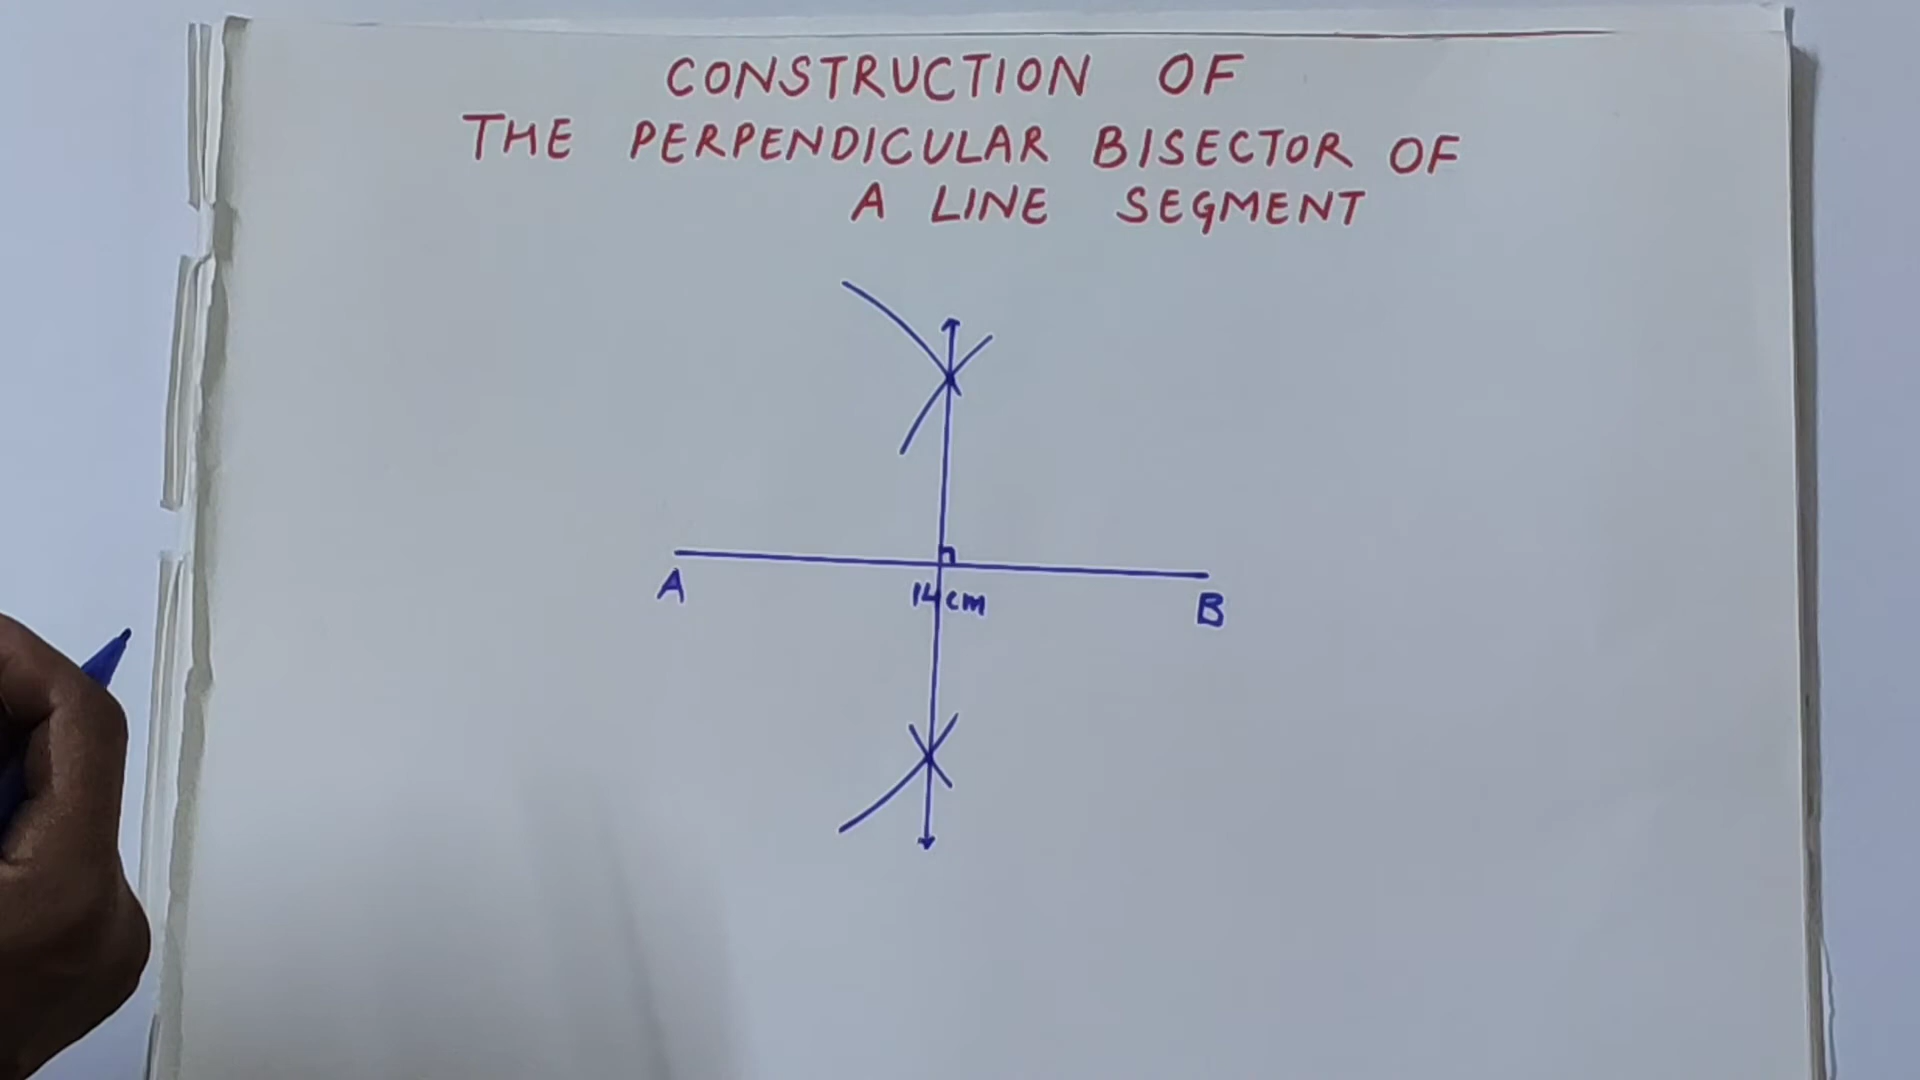 CONSTRUCTION OF
THE PERPENDICULAR BISECTOR OF
A LINE SEGMENT
A
14cm
B